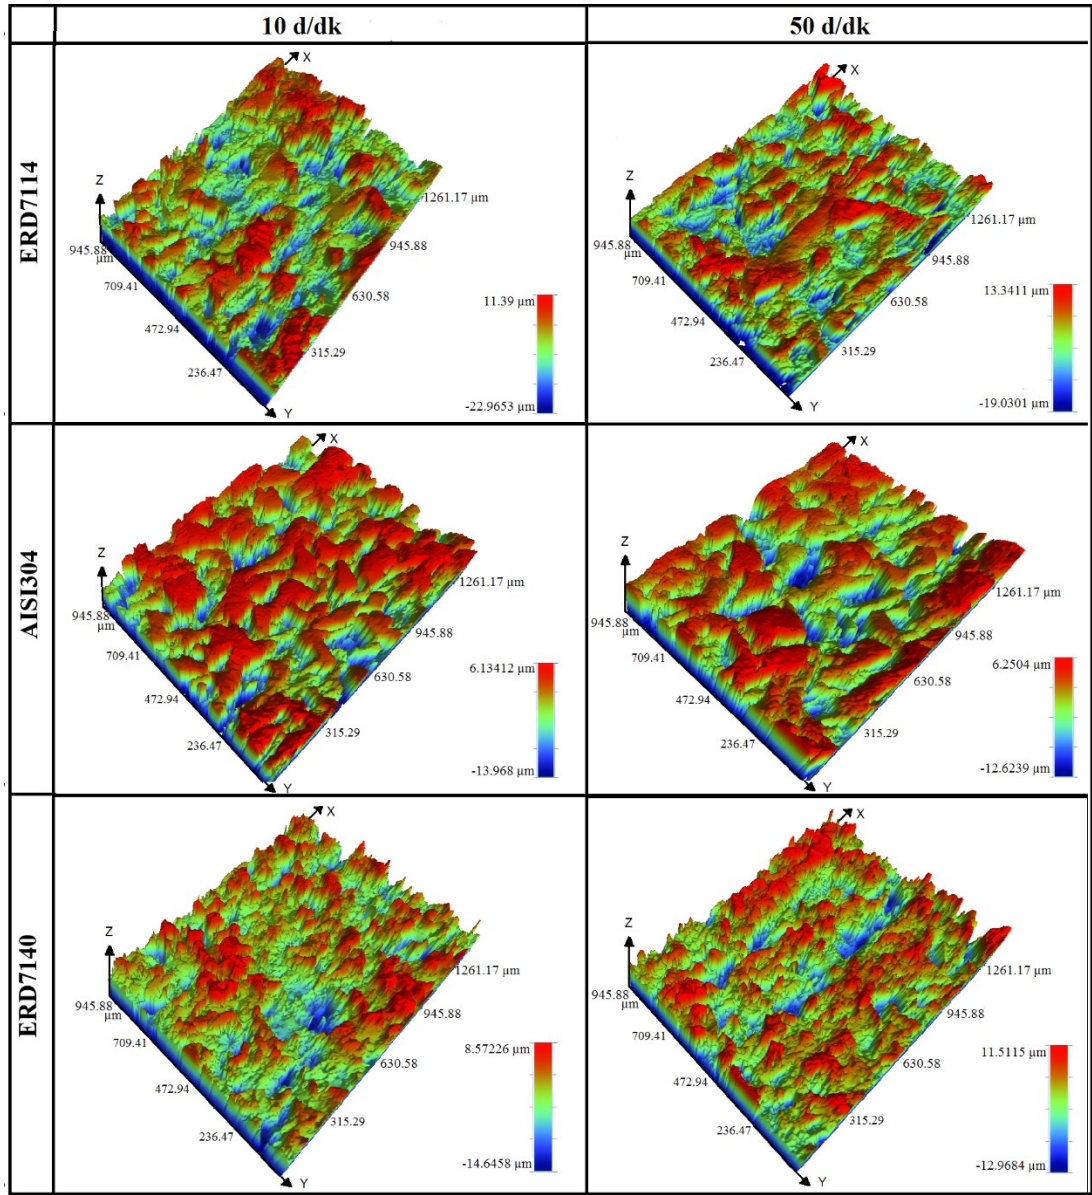 10 d/dk
50 d/dk
ERD7114
X
Z
945.88
µm
709.41
472.94
236.47
Y
315.29
630.58
945.88
1261.17 µm
11.39 µm
-22.9653 µm
X
Z
945.88
µm
709.41
472.94
236.47
Y
315.29
630.58
945.88
1261.17 µm
13.3411 µm
-19.0301 µm
AISI304
X
Z
945.88
µm
709.41
472.94
236.47
Y
315.29
630.58
945.88
1261.17 µm
6.13412 µm
-13.968 µm
X
Z
945.88
µm
709.41
472.94
236.47
Y
315.29
630.58
945.88
1261.17 µm
6.2504 µm
-12.6239 µm
ERD7140
X
Z
945.88
µm
709.41
472.94
236.47
Y
315.29
630.58
945.88
1261.17 µm
8.57226 µm
-14.6458 µm
X
Z
945.88
µm
709.41
472.94
236.47
Y
315.29
630.58
945.88
1261.17 µm
11.5115 µm
-12.9684 µm